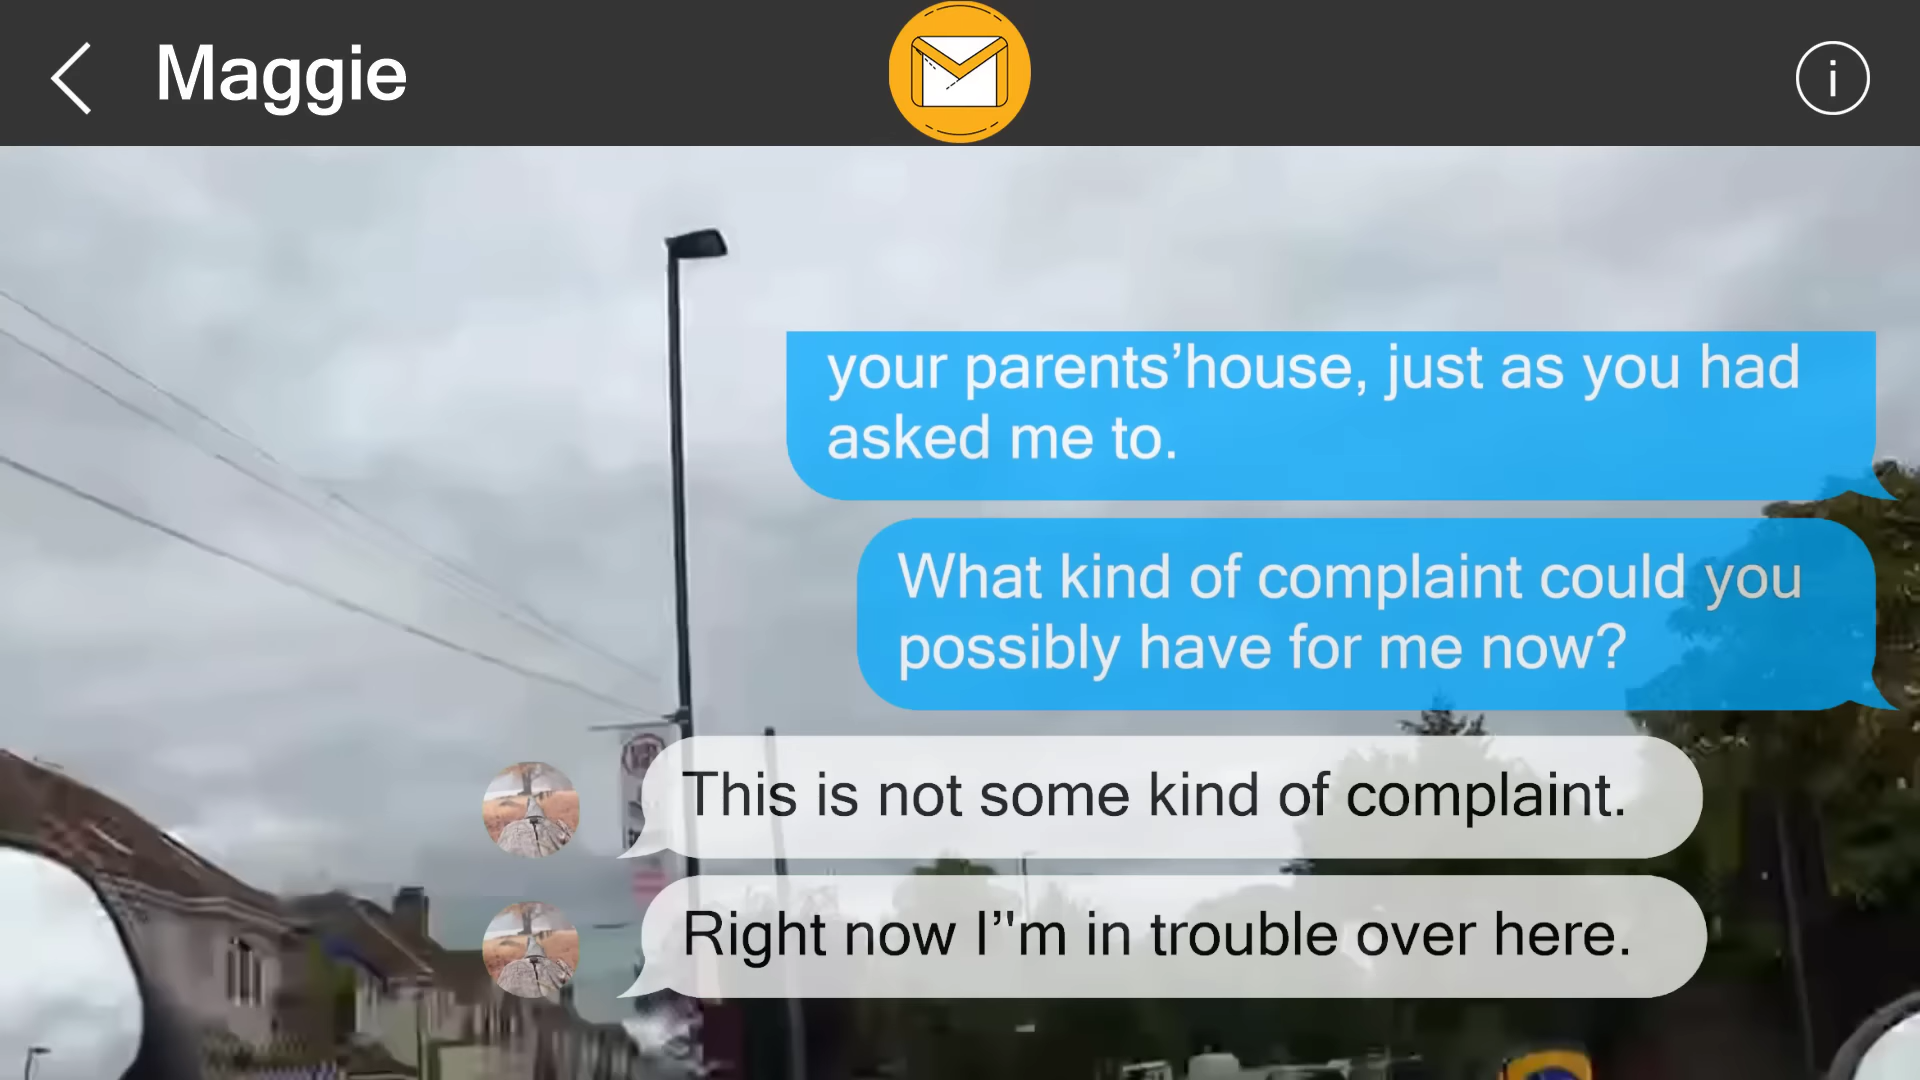 Maggie
i
your parents’house, just as you had
asked me to.
What kind of complaint could you
possibly have for me now?
This is not some kind of complaint.
Right now I’'m in trouble over here.